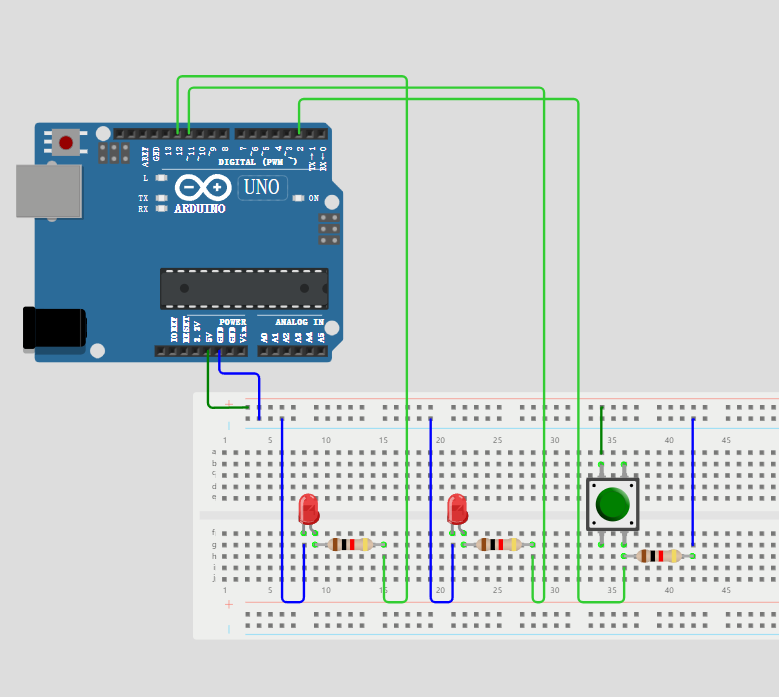 AREF
GND
13
12
~11
~10
~9
8
7
~6
~5
4
~3
2
TX→1
RX←0
DIGITAL (PWM ~)
L
TX
RX
UNO
ON
ARDUINO
IOREF
RESET
3.3V
5V
GND
GND
Vin
POWER
ANALOG IN
A0
A1
A2
A3
A4
A5
+
|
1 5 10 15 20 25 30 35 40 45
a
b
c
d
e
f
g
h
i
j
1 5 10 15 20 25 30 35 40 45
+
|